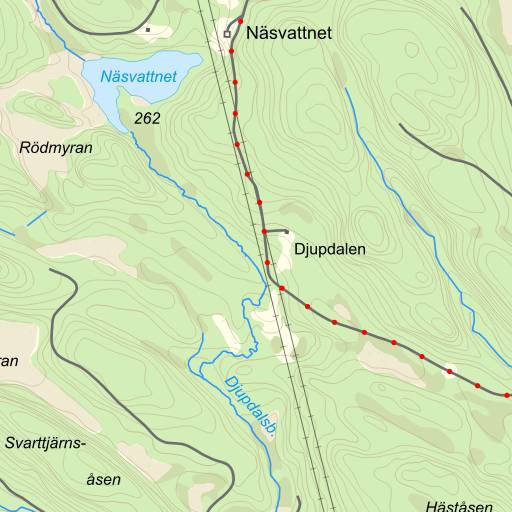 Näsvattnet
Näsvattnet
262
Rödmyran
Djupdalen
ran
Djupdalsb.
Svarttjärns-
åsen
Häståsen